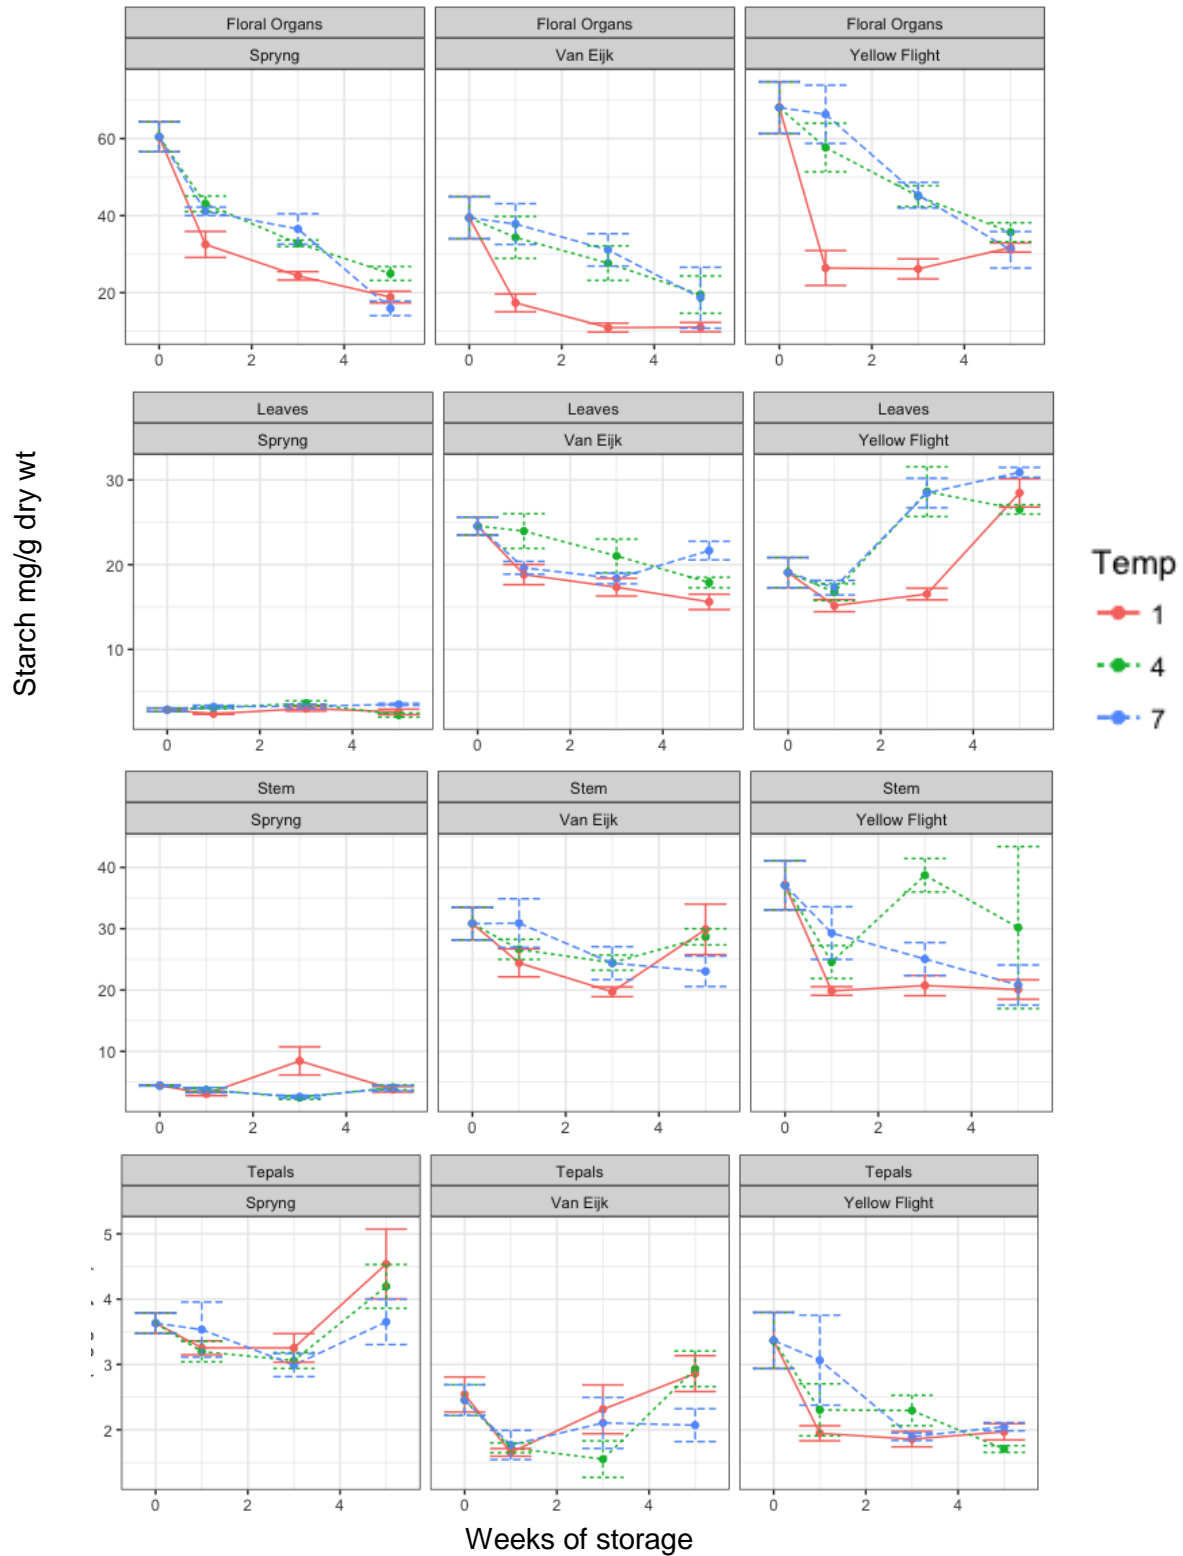 Floral Organs Floral Organs Floral Organs
Spryng Van Eijk Yellow Flight
60
40
20
0 2 4 0 2 4 0 2 4
Leaves Leaves Leaves
Spryng Van Eijk Yellow Flight
30
20
10
0 2 4 0 2 4 0 2 4
Stem Stem Stem
Spryng Van Eijk Yellow Flight
40
30
20
10
0 2 4 0 2 4 0 2 4
Tepals Tepals Tepals
Spryng Van Eijk Yellow Flight
5
4
3
2
0 2 4 0 2 4 0 2 4
Starch mg/g dry wt
Weeks of storage
Temp
1
4
7